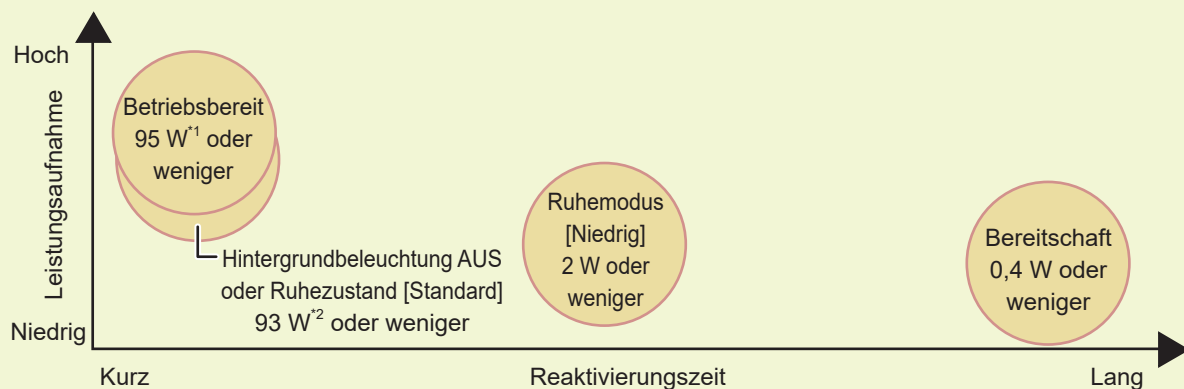 Hoch
Leistungsaufnahme
Niedrig
Betriebsbereit
95 W*1 oder
weniger
Hintergrundbeleuchtung AUS
oder Ruhezustand [Standard]
93 W*2 oder weniger
Ruhemodus
[Niedrig]
2 W oder
weniger
Bereitschaft
0,4 W oder
weniger
Kurz
Reaktivierungszeit
Lang